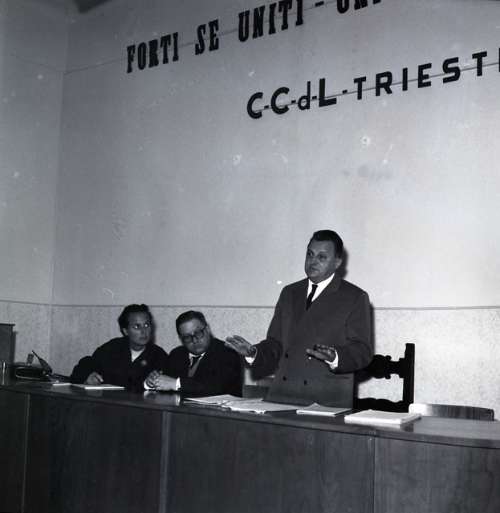 FORTI SE UNITI -
C-C-d-L-TRIESTE